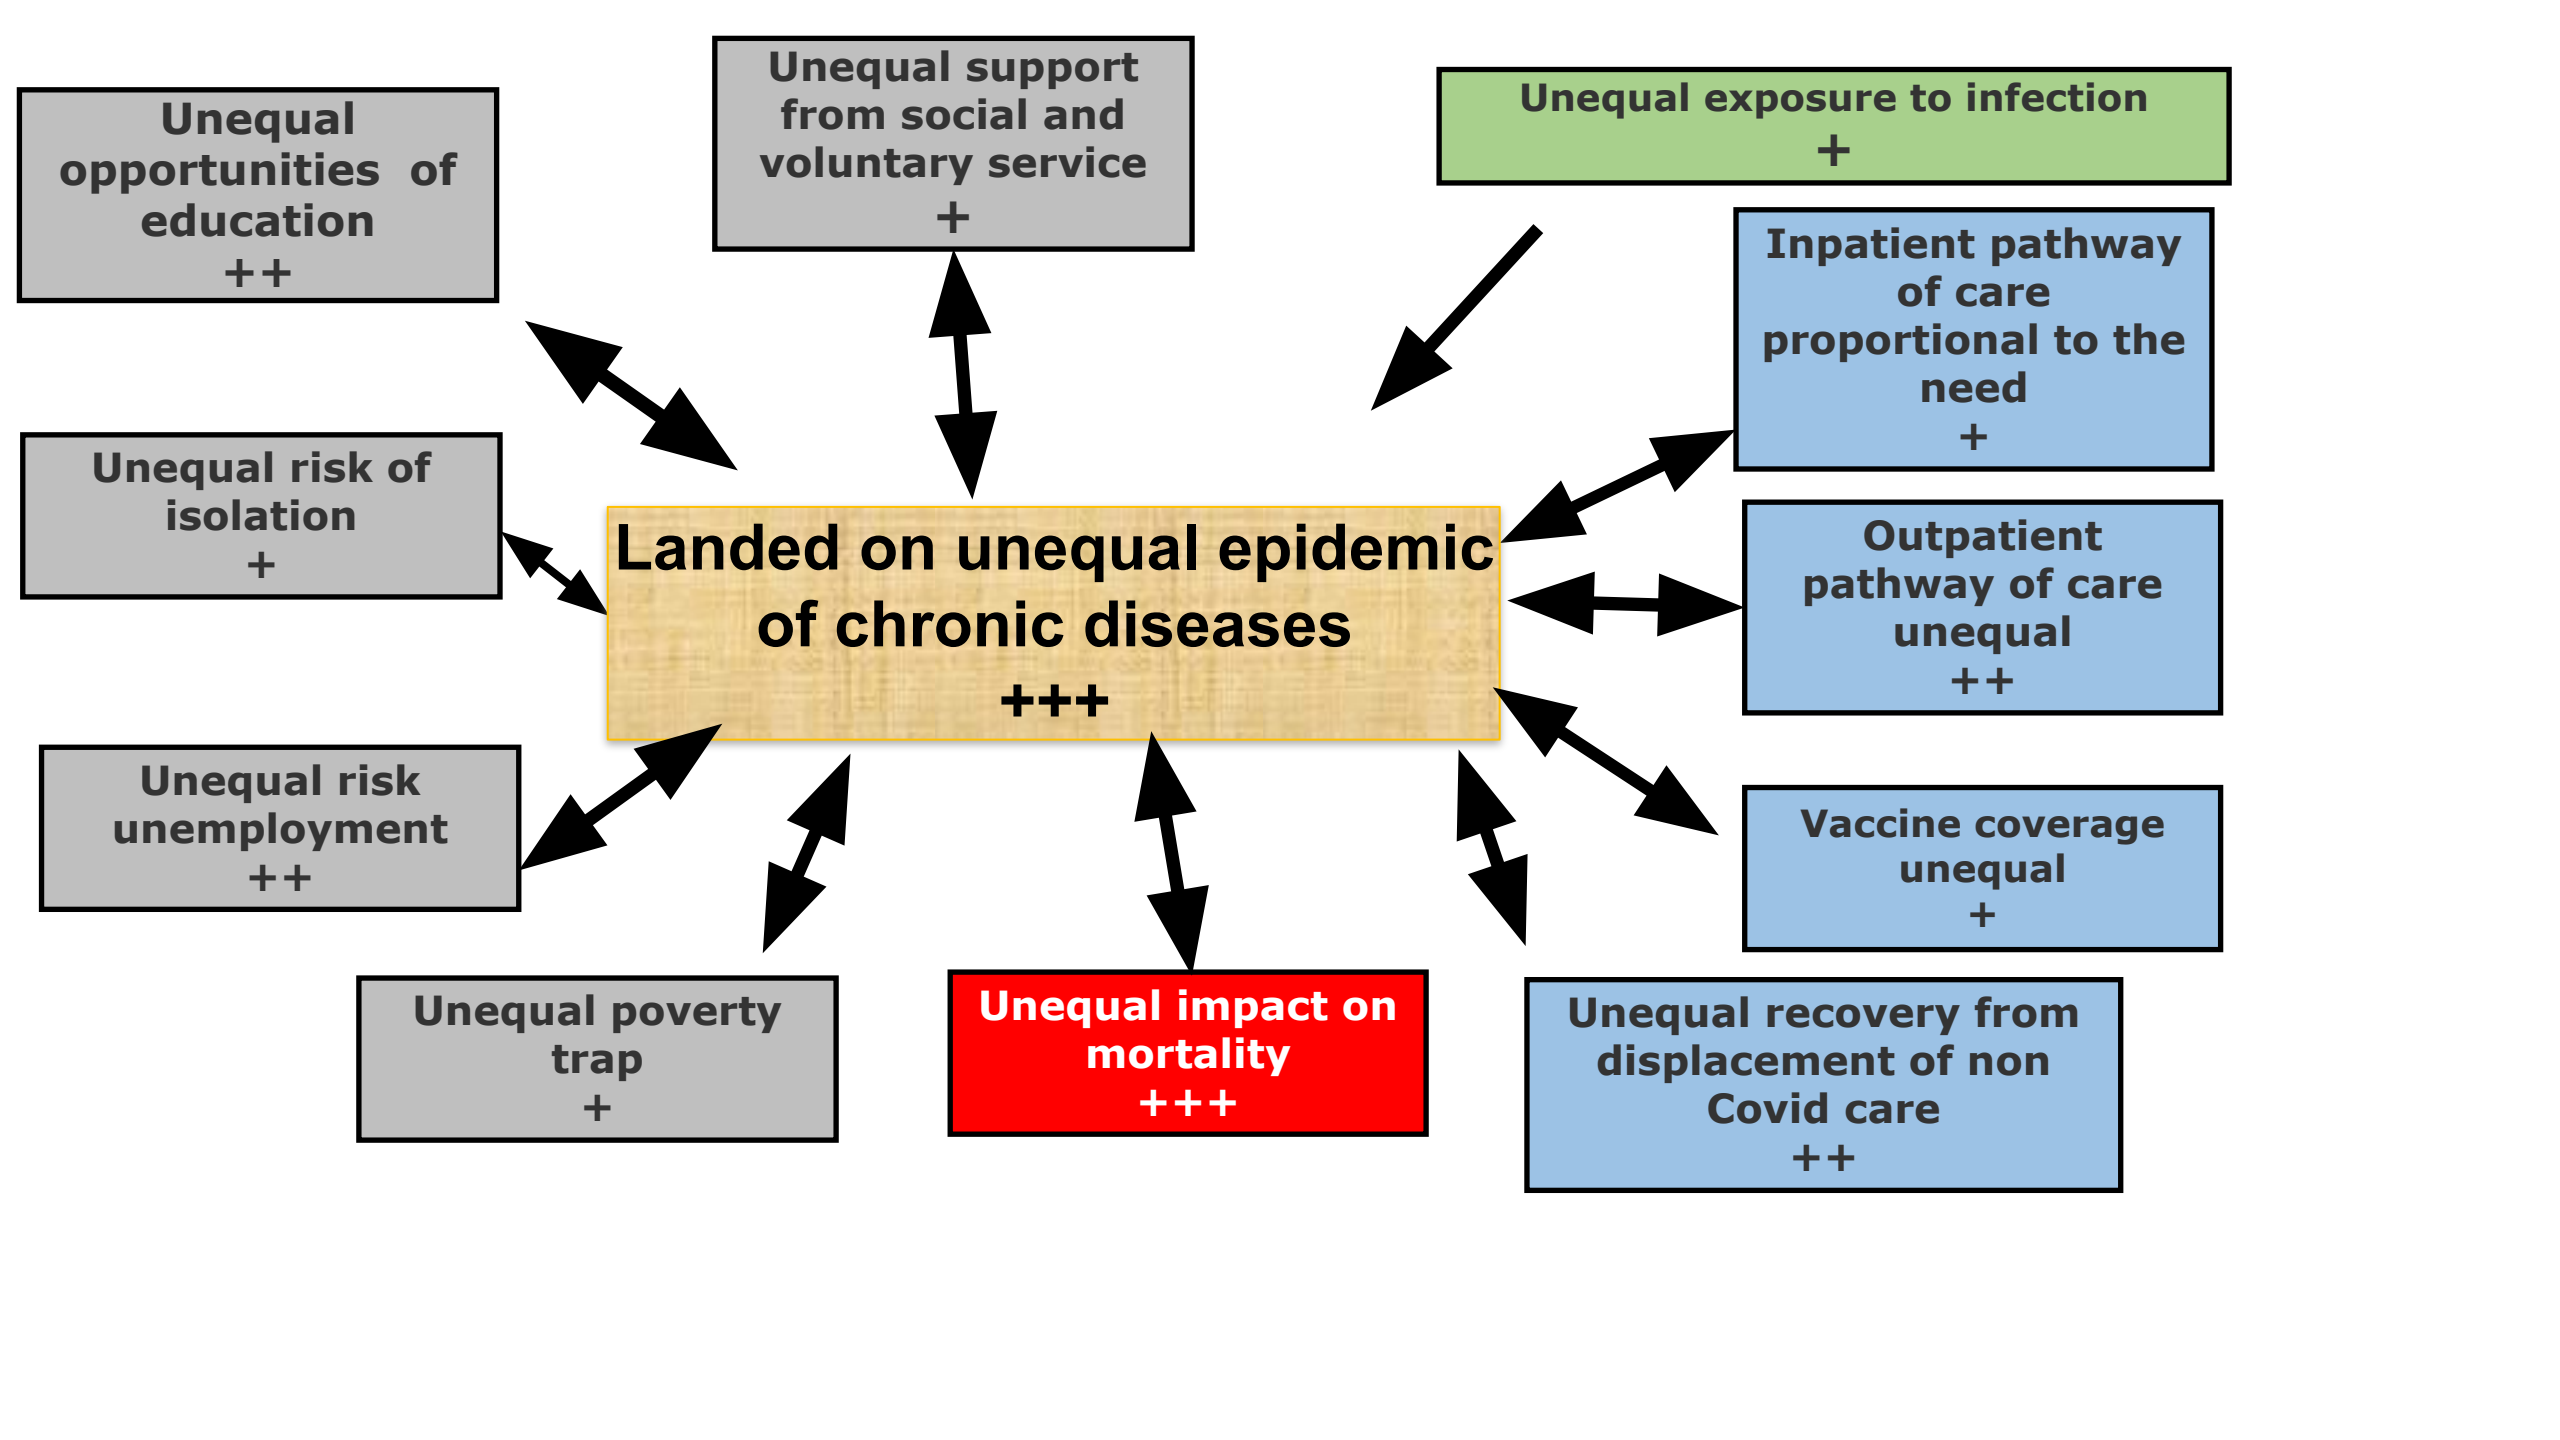 Unequal
opportunities  of
education
++
Unequal support
from social and
voluntary service
+
Unequal exposure to infection
+
Inpatient pathway
of care
proportional to the
need
+
Unequal risk of
isolation
+
Landed on unequal epidemic
of chronic diseases
+++
Outpatient
pathway of care
unequal
++
Unequal risk
unemployment
++
Vaccine coverage
unequal
+
Unequal poverty
trap
+
Unequal impact on
mortality
+++
Unequal recovery from
displacement of non
Covid care
++